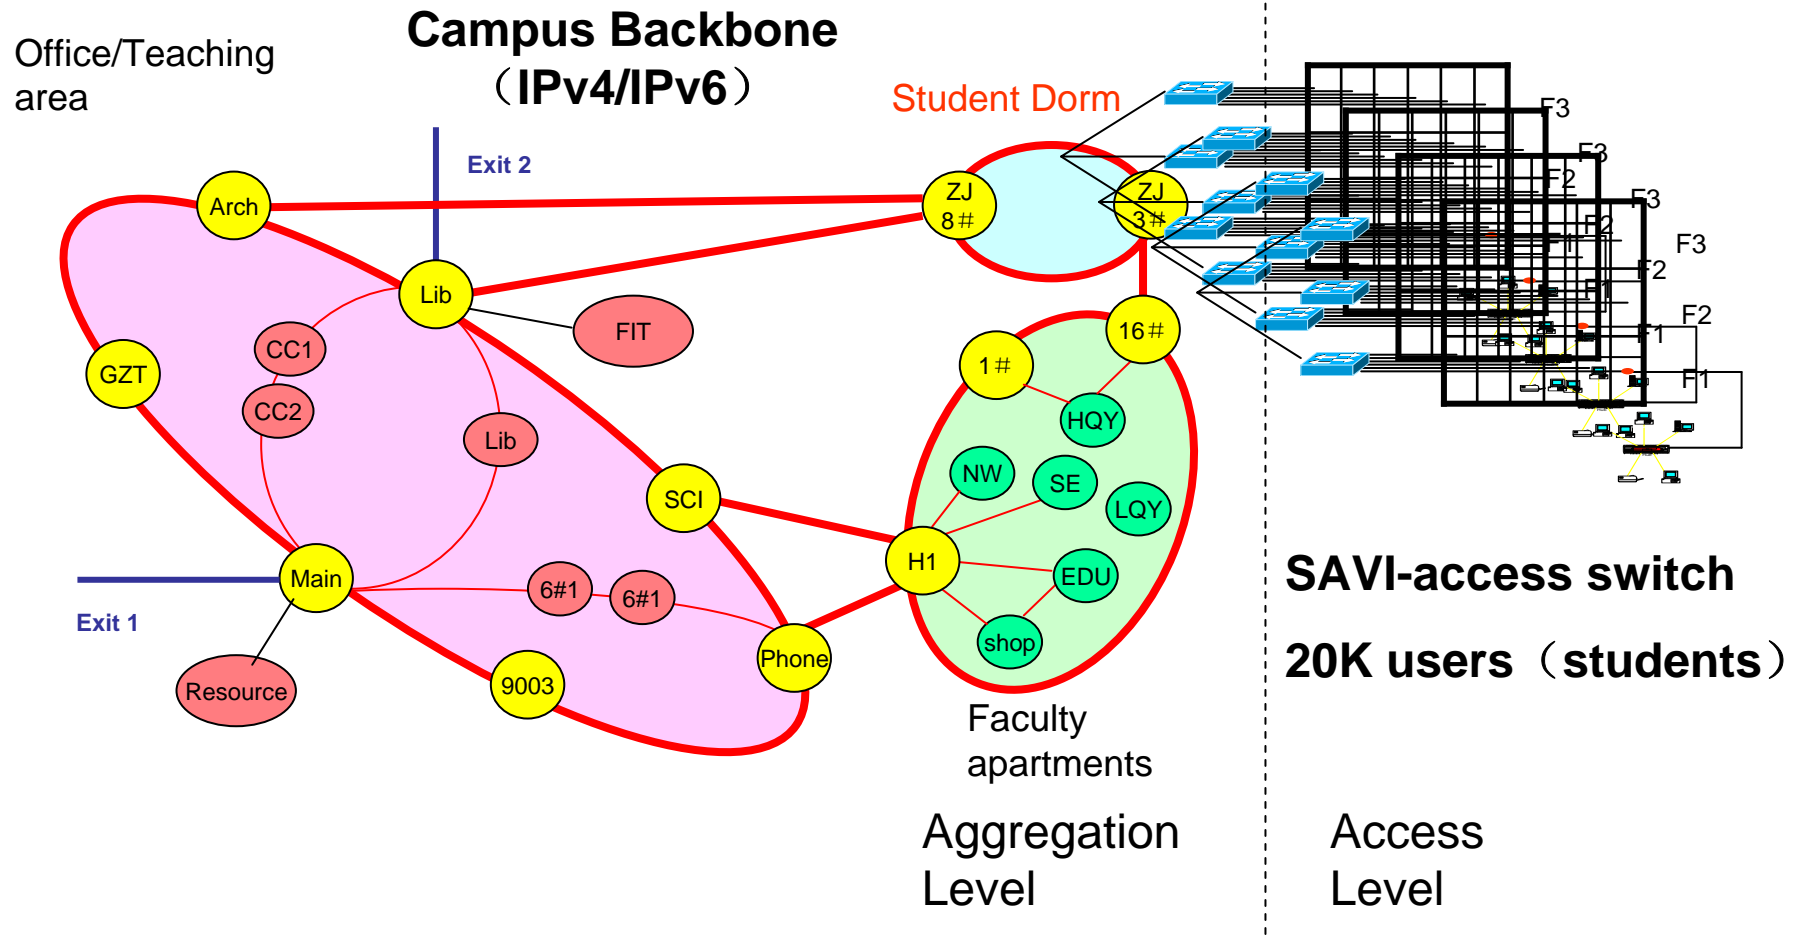 Campus Backbone
（IPv4/IPv6）
Office/Teaching
area
Student Dorm
Exit 2
Arch
ZJ
8＃
ZJ
3＃
Lib
FIT
CC1
GZT
CC2
Lib
16＃
1＃
HQY
NW
SE
LQY
SCI
H1
EDU
shop
Main
6#1
6#1
Exit 1
Phone
Resource
9003
Faculty
apartments
F3
F3
F2
F3
F2
F1
F3
F2
F1
F2
F1
F1
SAVI-access switch
20K users（students）
Aggregation
Level
Access
Level